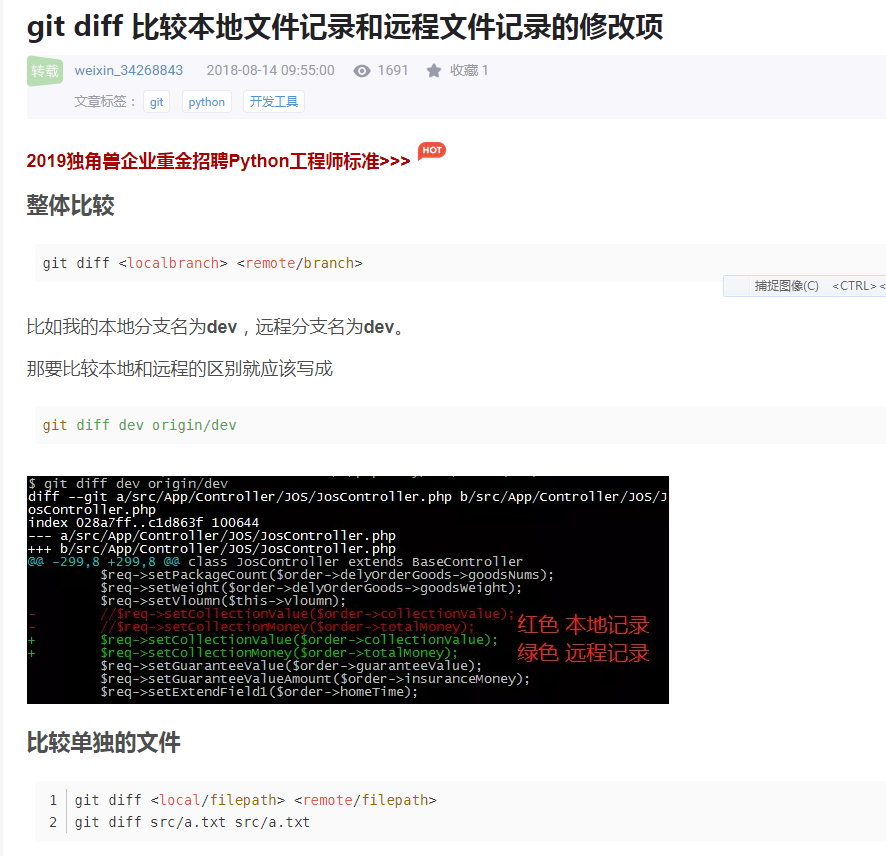 git diff 比较本地文件记录和远程文件记录的修改项
转载 weixin_34268843 2018-08-14 09:55:00 1691 收藏 1
文章标签： git python 开发工具
2019独角兽企业重金招聘Python工程师标准>>> HOT
整体比较
git diff <localbranch> <remote/branch>
捕捉图像(C) <CTRL> <
比如我的本地分支名为dev，远程分支名为dev。
那要比较本地和远程的区别就应该写成
git diff dev origin/dev
$ git diff dev origin/dev
diff --git a/src/App/Controller/JOS/JosController.php b/src/App/Controller/JOS/J
osController.php
index 028a7ff..c1d863f 100644
--- a/src/App/Controller/JOS/JosController.php
+++ b/src/App/Controller/JOS/JosController.php
@@ -299,8 +299,8 @@ class JosController extends BaseController
$req->setPackageCount($order->delyOrderGoods->goodsNums);
$req->setWeight($order->delyOrderGoods->goodsWeight);
$req->setVloumn($this->vloumn);
- //$req->setCollectionValue($order->collectionValue);
- //$req->setCollectionMoney($order->totalMoney);
+ $req->setCollectionValue($order->collectionValue);
+ $req->setCollectionMoney($order->totalMoney);
红色 本地记录
绿色 远程记录
$req->setGuaranteeValue($order->guaranteeValue);
$req->setGuaranteeValueAmount($order->insuranceMoney);
$req->setExtendField1($order->homeTime);
比较单独的文件
1 git diff <local/filepath> <remote/filepath>
2 git diff src/a.txt src/a.txt